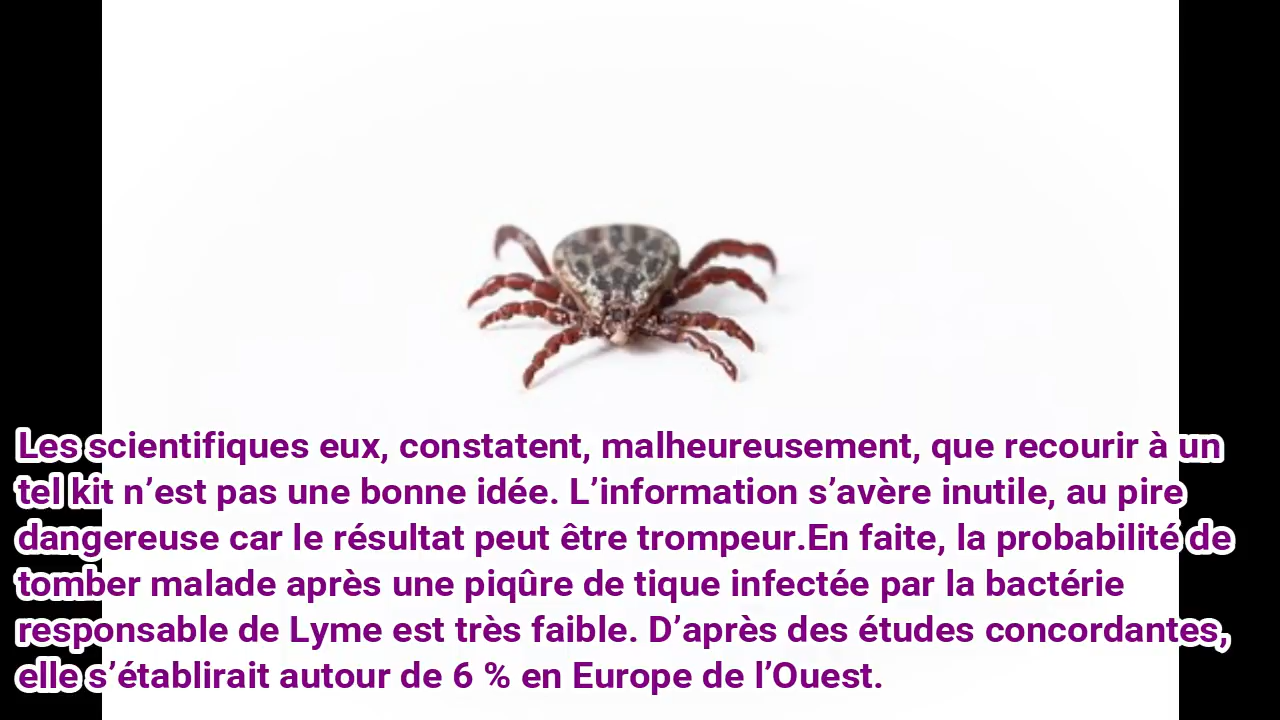 Les scientifiques eux, constatent, malheureusement, que recourir à un
tel kit n’est pas une bonne idée. L’information s’avère inutile, au pire
dangereuse car le résultat peut être trompeur.En faite, la probabilité de
tomber malade après une piqûre de tique infectée par la bactérie
responsable de Lyme est très faible. D’après des études concordantes,
elle s’établirait autour de 6 % en Europe de l’Ouest.